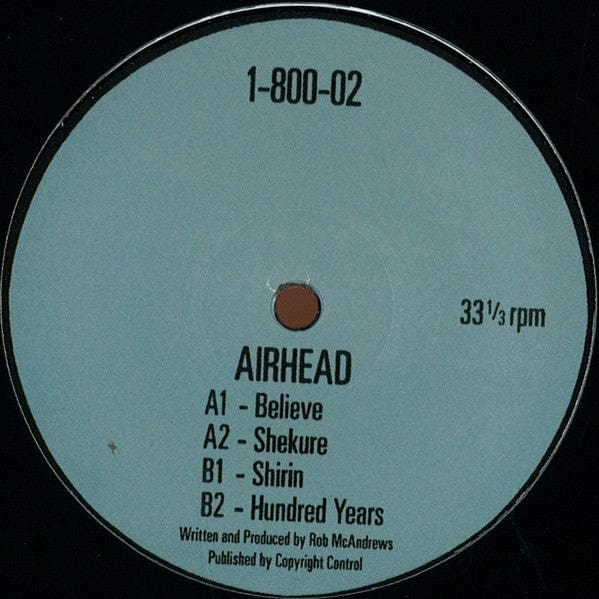 1-800-02
33 1/3 rpm
AIRHEAD
A1 - Believe
A2 - Shekure
B1 - Shirin
B2 - Hundred Years
Written and Produced by Rob McAndrews
Published by Copyright Control